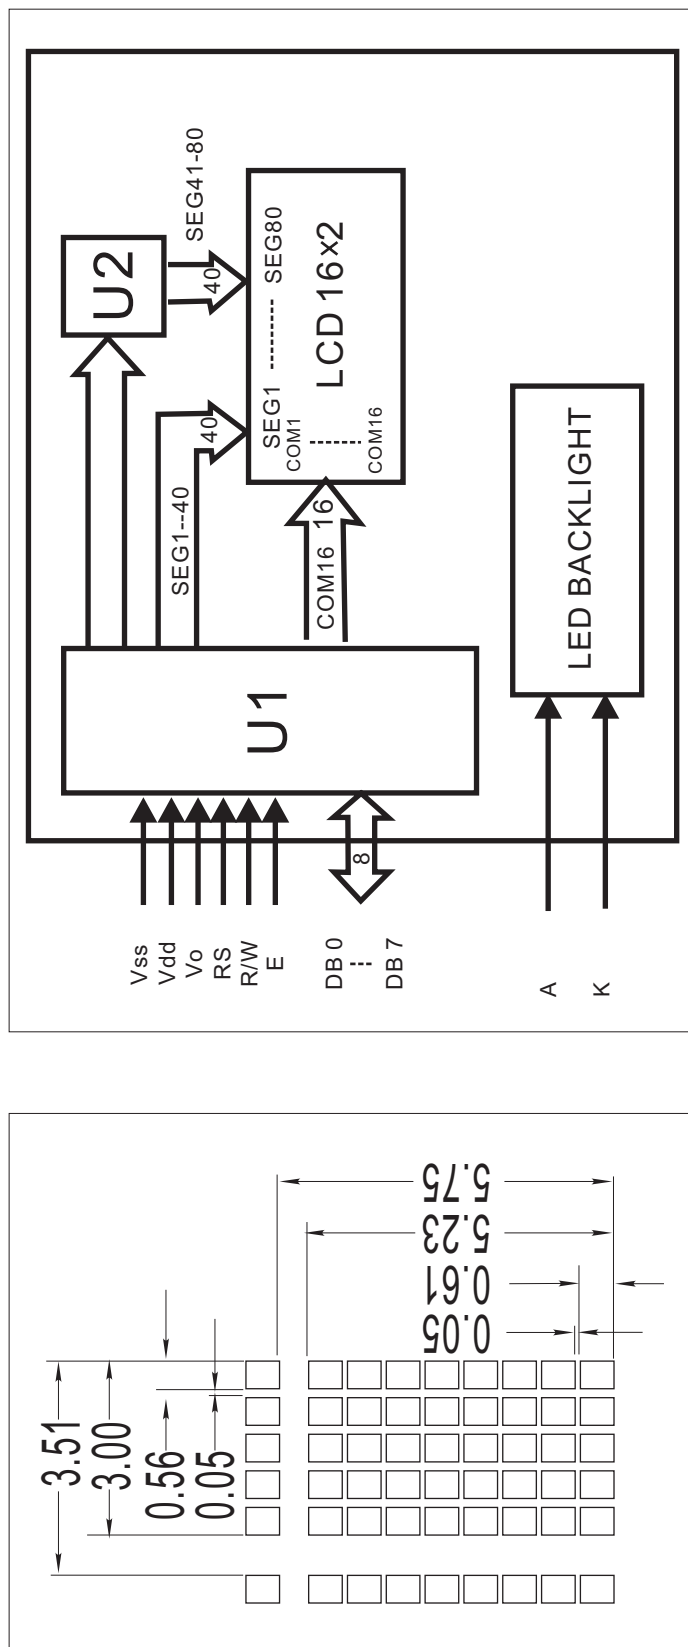 SEG41-80
U2
40
SEG1 ---------- SEG80
LCD 16×2
COM1 ------- COM16
40
SEG1--40
COM16 16
U1
LED BACKLIGHT
8
Vss
Vdd
Vo
RS
R/W
E
DB 0 ---- DB 7
A
K
5.75
5.23
0.61
0.05
3.51
3.00
0.56
0.05